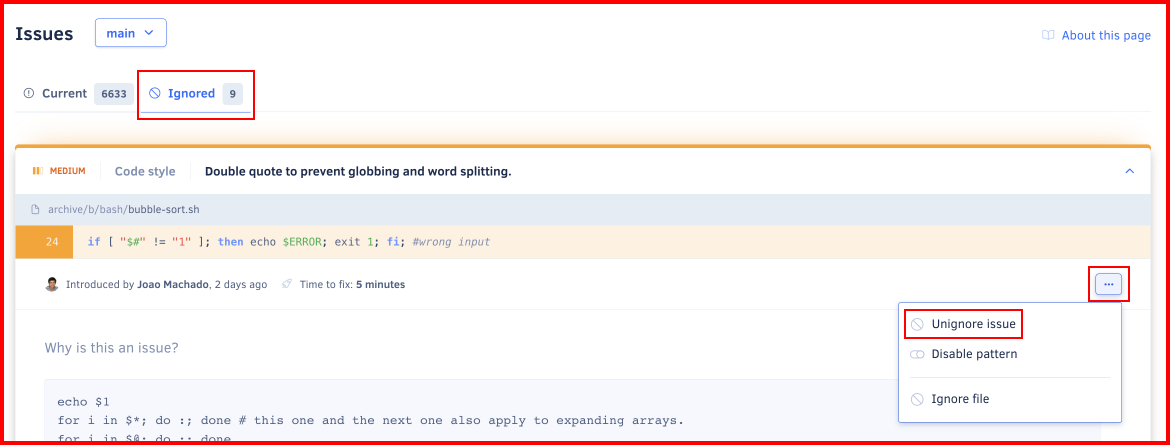 Issues main About this page
Current 6633 Ignored 9
MEDIUM Code style Double quote to prevent globbing and word splitting.
archive/b/bash/bubble-sort.sh
24 if [ "$#" != "1" ]; then echo $ERROR; exit 1; fi; #wrong input
Introduced by Joao Machado, 2 days ago Time to fix: 5 minutes ...
Unignore issue
Disable pattern
Ignore file
Why is this an issue?
echo $1
for i in $*; do :; done # this one and the next one also apply to expanding arrays.
for i in $@; do :; done